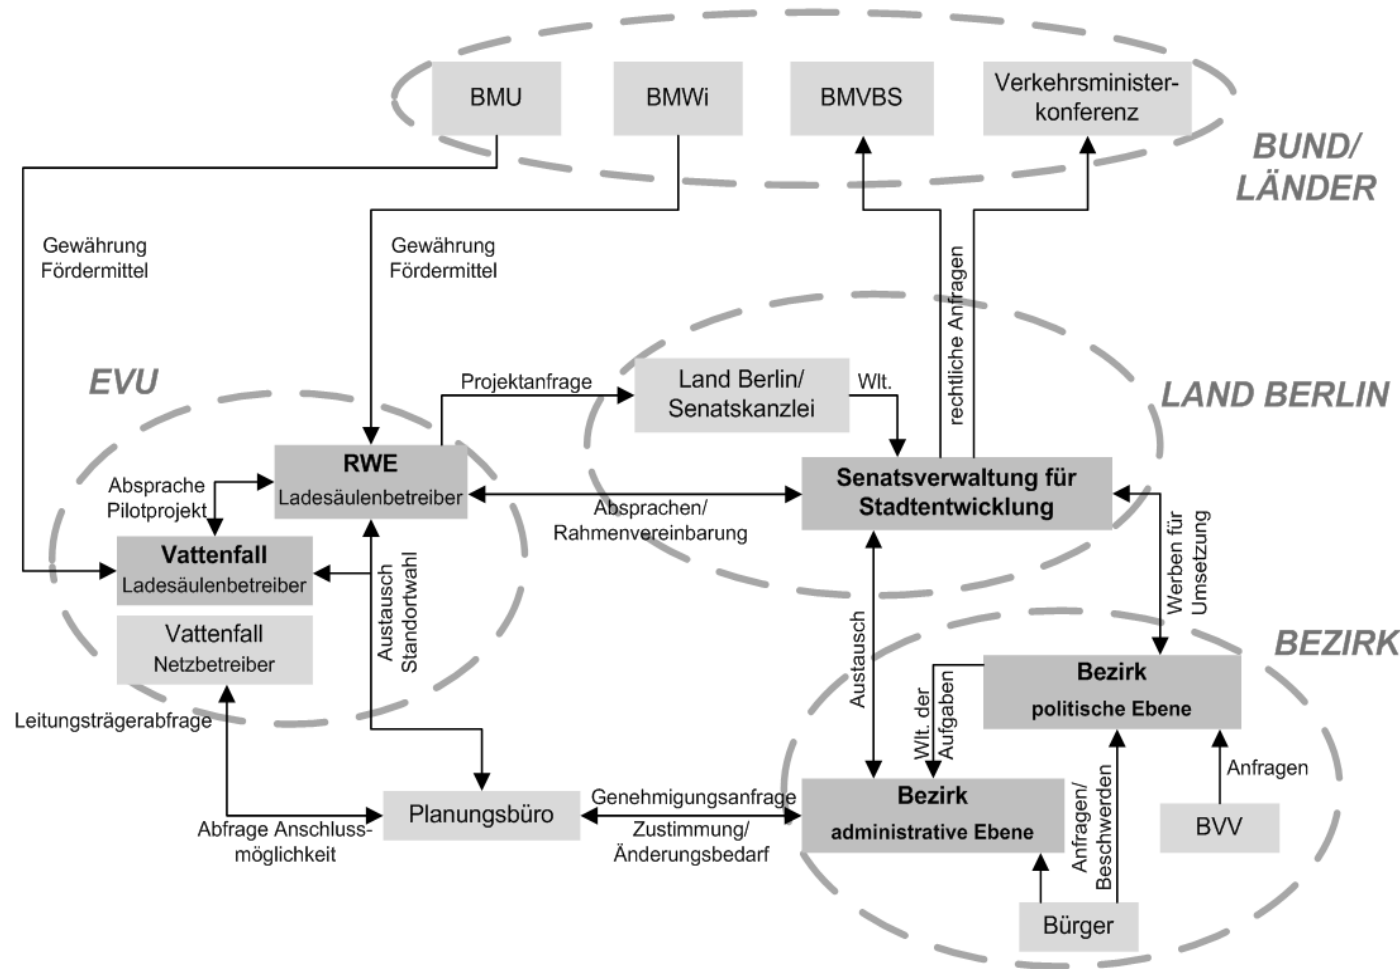 BMU
BMWi
BMVBS
Verkehrsminister-
konferenz
BUND/
LÄNDER
Gewährung
Fördermittel
Gewährung
Fördermittel
rechtliche Anfragen
EVU
Projektanfrage
Land Berlin/
Senatskanzlei
Wlt.
LAND BERLIN
RWE
Ladesäulenbetreiber
Absprache
Pilotprojekt
Absprachen/
Rahmenvereinbarung
Senatsverwaltung für
Stadtentwicklung
Vattenfall
Ladesäulenbetreiber
Austausch
Standortwahl
Werben für
Umsetzung
Vattenfall
Netzbetreiber
Austausch
BEZIRK
Bezirk
politische Ebene
Leitungsträgerabfrage
Wlt. der
Aufgaben
Anfragen
Planungsbüro
Genehmigungsanfrage
Zustimmung/
Änderungsbedarf
Bezirk
administrative Ebene
Anfragen/
Beschwerden
BVV
Abfrage Anschluss-
möglichkeit
Bürger